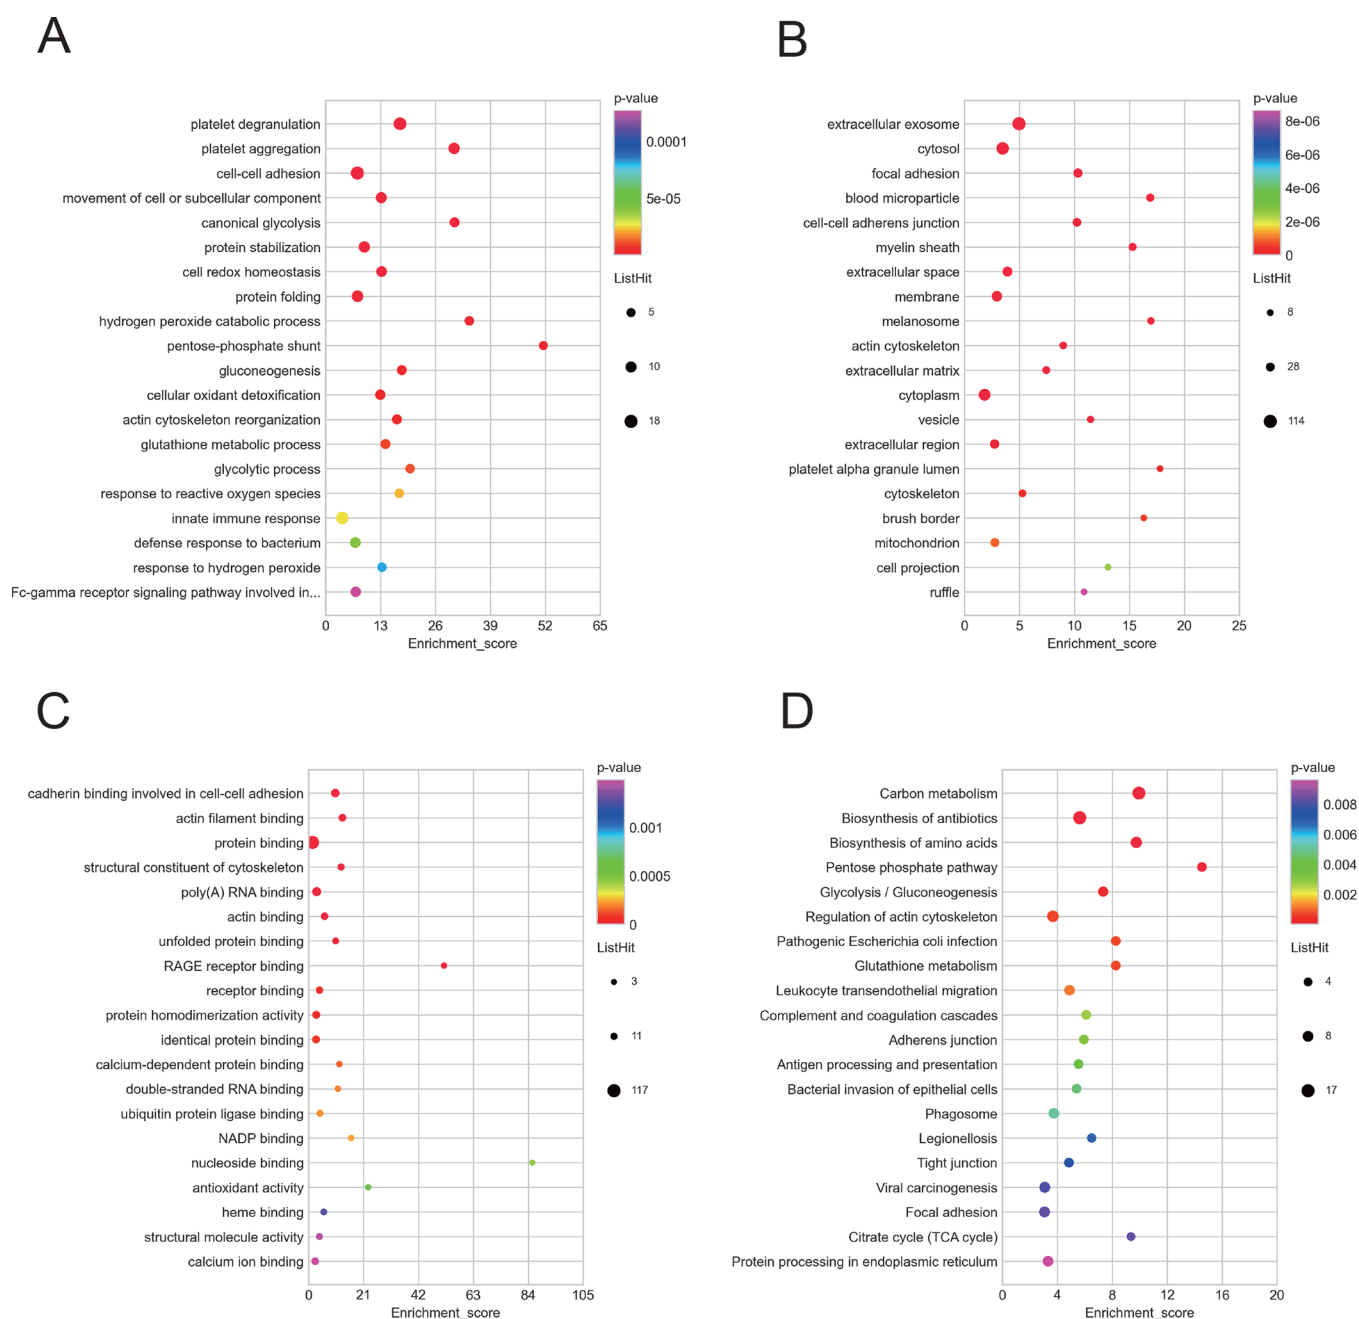 A
p-value
platelet degranulation
platelet aggregation
0.0001
cell-cell adhesion
movement of cell or subcellular component
5e-05
canonical glycolysis
protein stabilization
cell redox homeostasis
ListHit
protein folding
5
hydrogen peroxide catabolic process
pentose-phosphate shunt
gluconeogenesis
10
cellular oxidant detoxification
actin cytoskeleton reorganization
18
glutathione metabolic process
glycolytic process
response to reactive oxygen species
innate immune response
defense response to bacterium
response to hydrogen peroxide
Fc-gamma receptor signaling pathway involved in...
0 13 26 39 52 65
Enrichment_score
B
p-value
extracellular exosome
8e-06
cytosol
6e-06
focal adhesion
4e-06
blood microparticle
cell-cell adherens junction
2e-06
myelin sheath
0
extracellular space
ListHit
membrane
8
melanosome
actin cytoskeleton
extracellular matrix
28
cytoplasm
vesicle
114
extracellular region
platelet alpha granule lumen
cytoskeleton
brush border
mitochondrion
cell projection
ruffle
0 5 10 15 20 25
Enrichment_score
C
p-value
cadherin binding involved in cell-cell adhesion
actin filament binding
0.001
protein binding
structural constituent of cytoskeleton
0.0005
poly(A) RNA binding
actin binding
0
unfolded protein binding
ListHit
RAGE receptor binding
3
receptor binding
protein homodimerization activity
11
identical protein binding
calcium-dependent protein binding
double-stranded RNA binding
117
ubiquitin protein ligase binding
NADP binding
nucleoside binding
antioxidant activity
heme binding
structural molecule activity
calcium ion binding
0 21 42 63 84 105
Enrichment_score
D
p-value
Carbon metabolism
0.008
Biosynthesis of antibiotics
0.006
Biosynthesis of amino acids
0.004
Pentose phosphate pathway
Glycolysis / Gluconeogenesis
0.002
Regulation of actin cytoskeleton
Pathogenic Escherichia coli infection
ListHit
Glutathione metabolism
4
Leukocyte transendothelial migration
Complement and coagulation cascades
8
Adherens junction
Antigen processing and presentation
Bacterial invasion of epithelial cells
17
Phagosome
Legionellosis
Tight junction
Viral carcinogenesis
Focal adhesion
Citrate cycle (TCA cycle)
Protein processing in endoplasmic reticulum
0 4 8 12 16 20
Enrichment_score